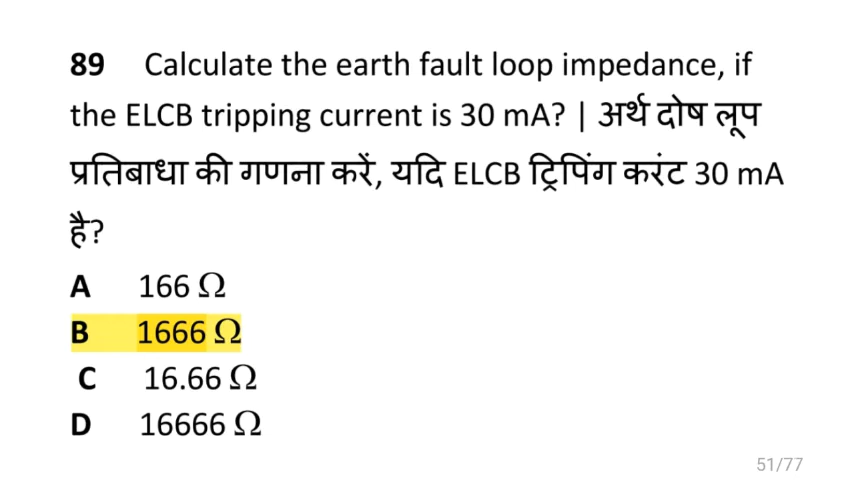 89 Calculate the earth fault loop impedance, if
the ELCB tripping current is 30 mA? | अर्थ दोष लूप
प्रतिबाधा की गणना करें, यदि ELCB ट्रिपिंग करंट 30 mA
है?
A 166 Ω
B 1666 Ω
C 16.66 Ω
D 16666 Ω
51/77